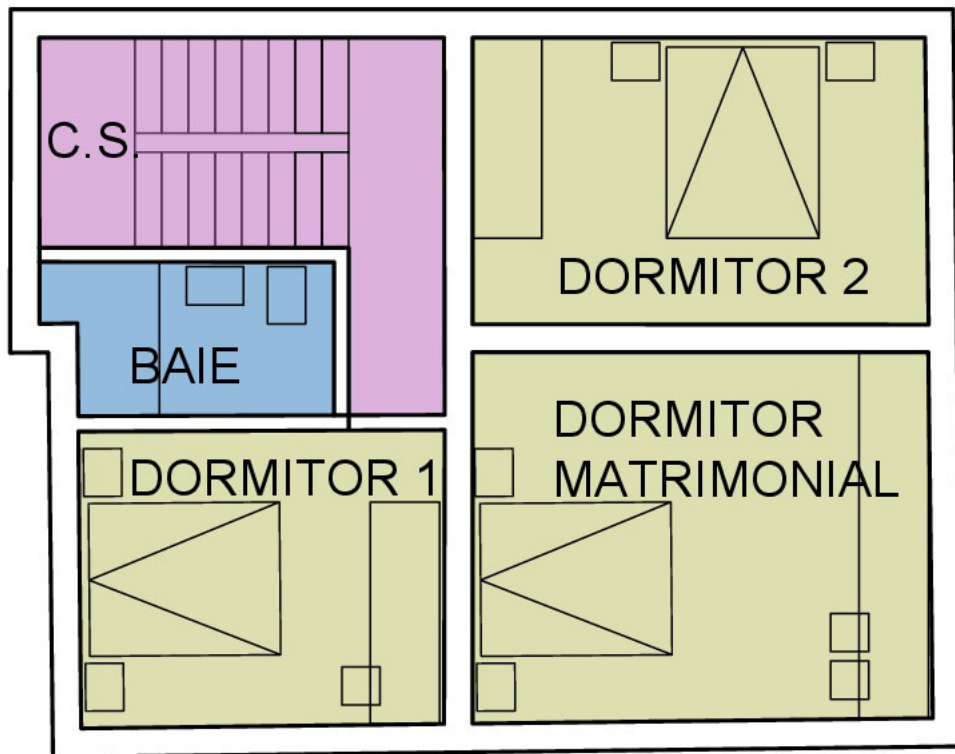 C.S.
DORMITOR 2
BAIE
DORMITOR
MATRIMONIAL
DORMITOR 1